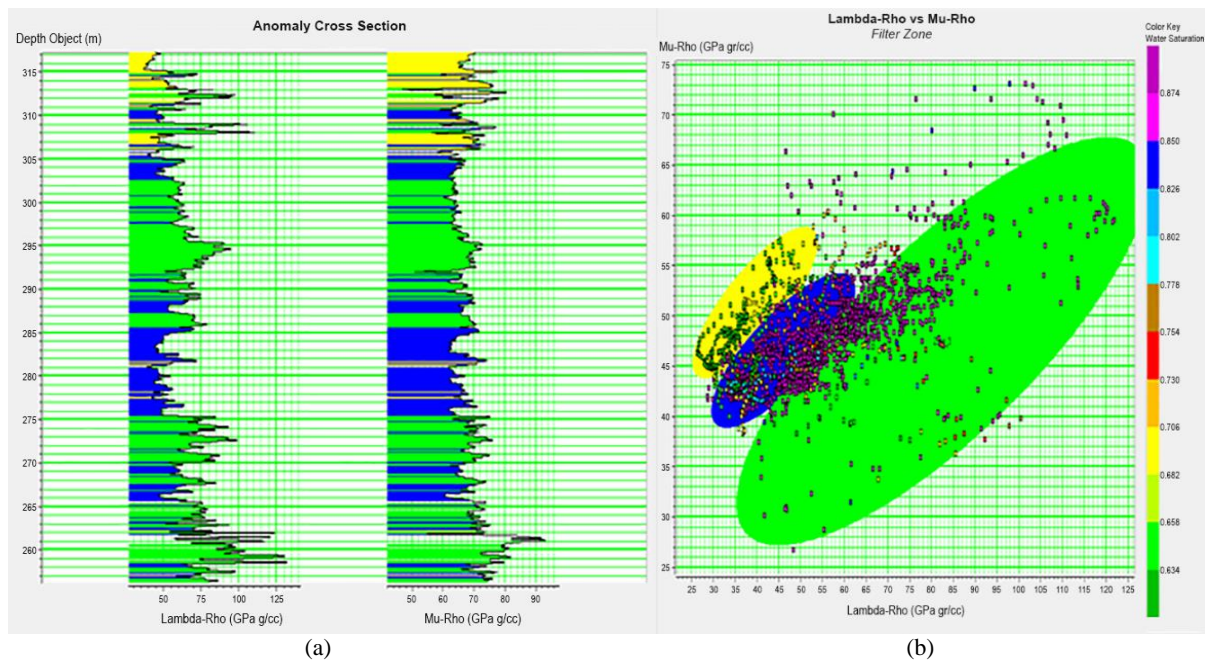 Anomaly Cross Section
Depth Object (m)
315
310
305
300
295
290
285
280
275
270
265
260
50 75 100 125
Lambda-Rho (GPa g/cc)
50 60 70 80 90
Mu-Rho (GPa g/cc)
(a)
Lambda-Rho vs Mu-Rho
Filter Zone
Mu-Rho (GPa gr/cc)
75
70
65
60
55
50
45
40
35
30
25
25 30 35 40 45 50 55 60 65 70 75 80 85 90 95 100 105 110 115 120 125
Lambda-Rho (GPa gr/cc)
Color Key
Water Saturation
0.874
0.850
0.826
0.802
0.778
0.754
0.730
0.706
0.682
0.658
0.634
(b)